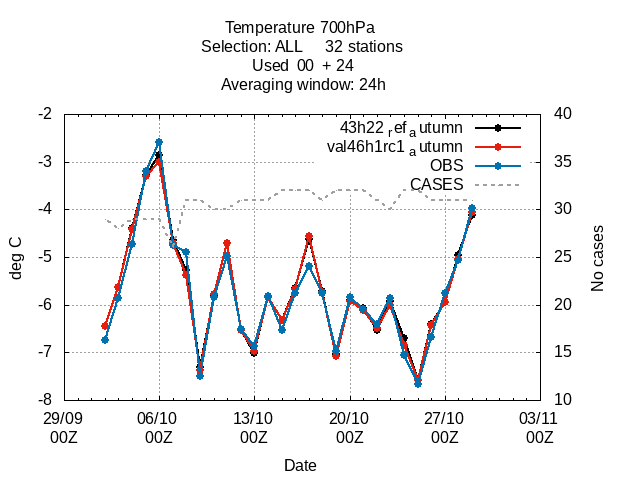 Temperature 700hPa
Selection: ALL 32 stations
Used 00 + 24
Averaging window: 24h
43h22_ref_autumn
val46h1rc1_autumn
OBS
CASES
-2
-3
-4
-5
-6
-7
-8
40
35
30
25
20
15
10
deg C
No cases
29/09 06/10 13/10 20/10 27/10 03/11
00Z 00Z 00Z 00Z 00Z 00Z
Date